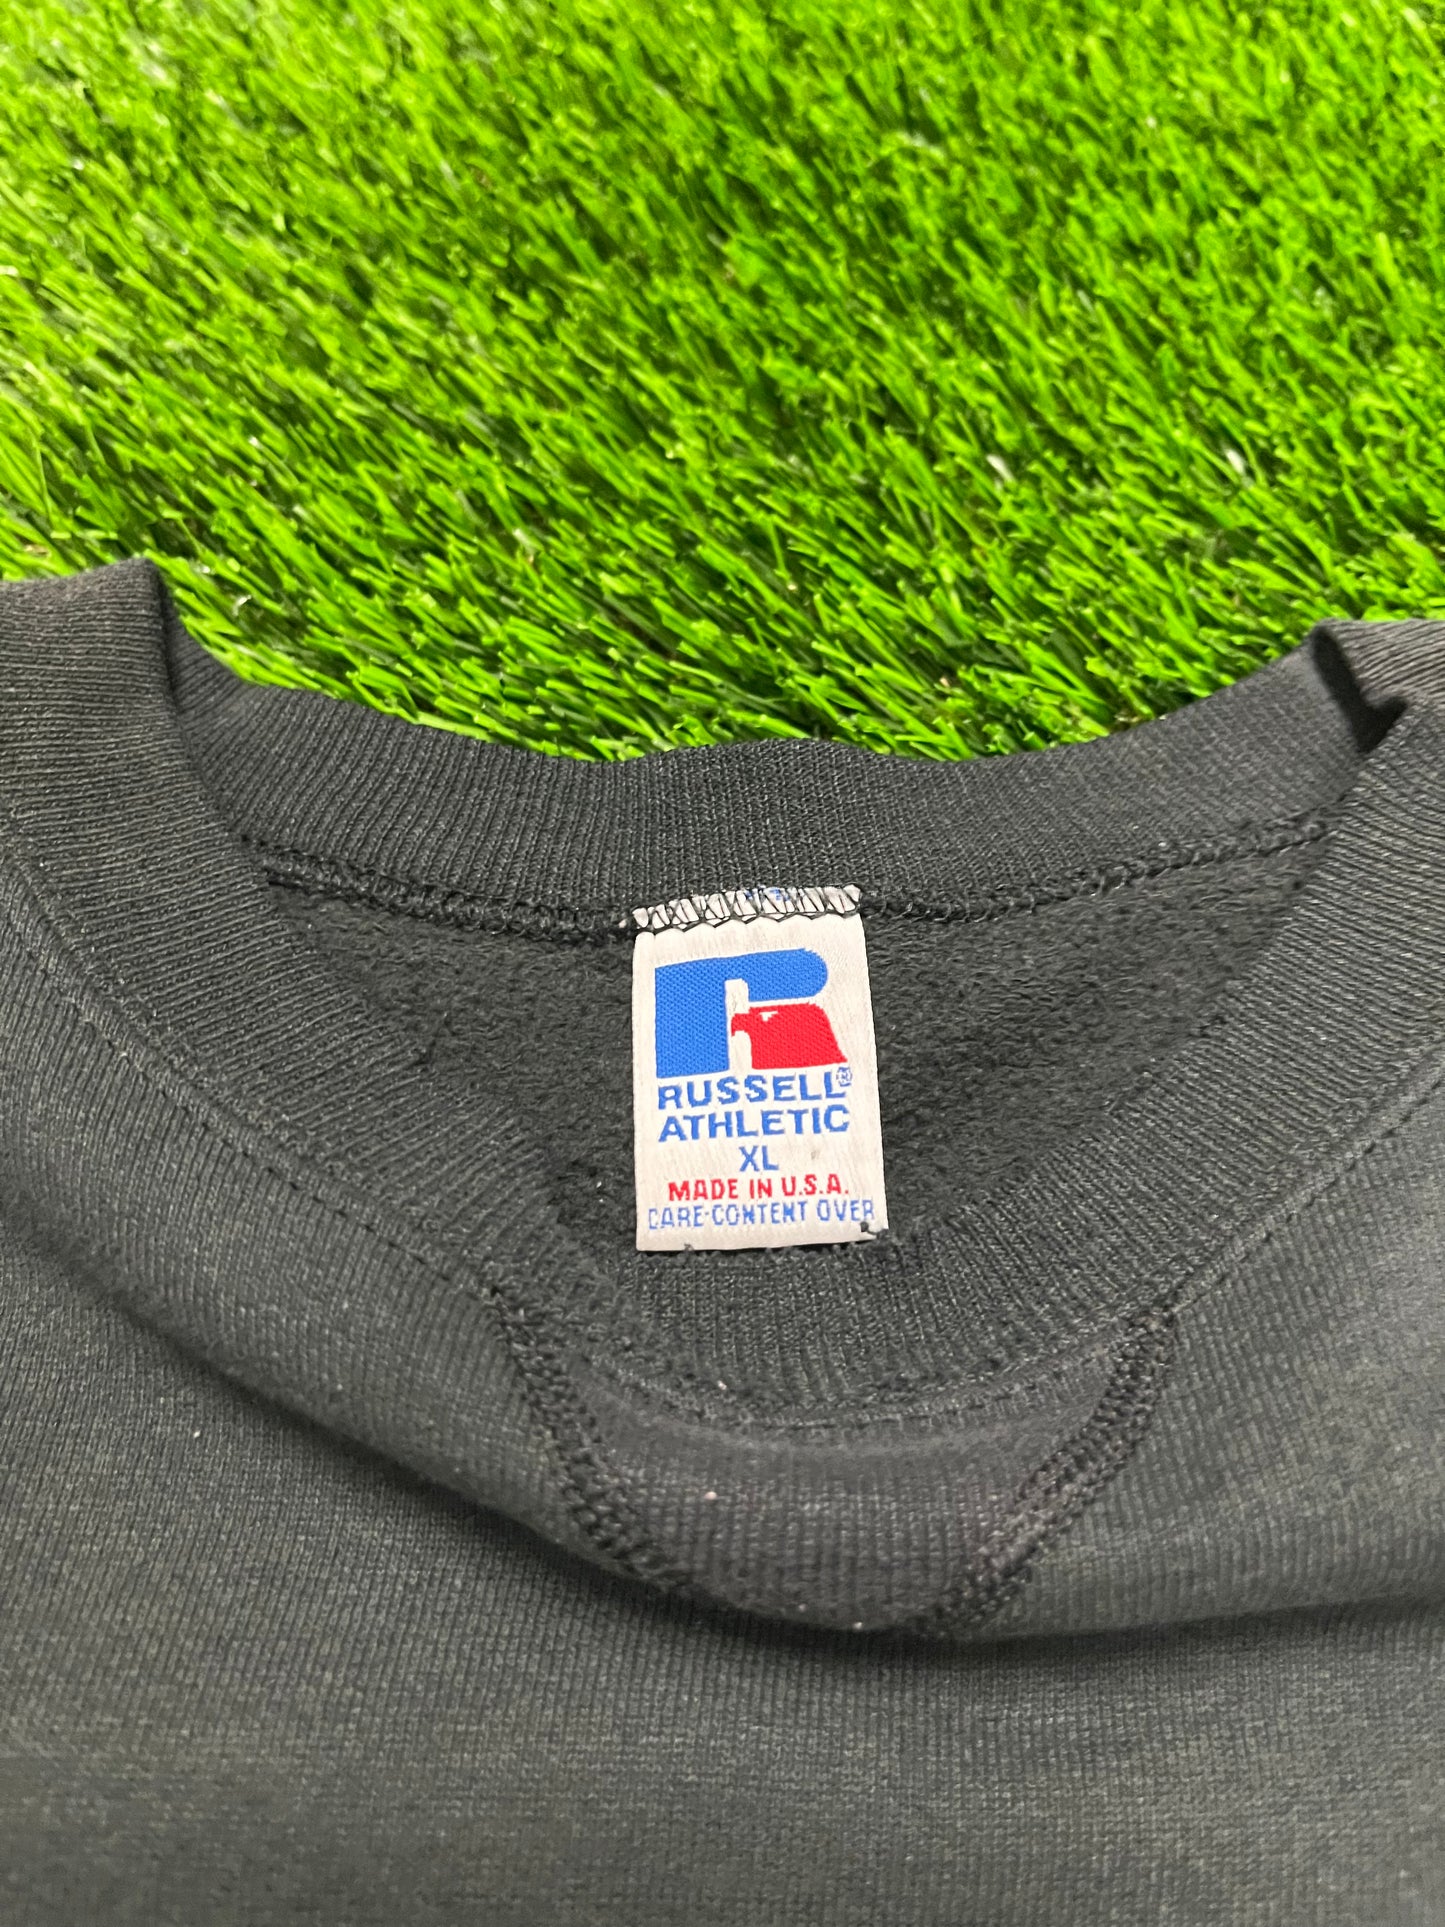 RUSSELL®
ATHLETIC
XL
MADE IN U.S.A.
CARE-CONTENT OVER